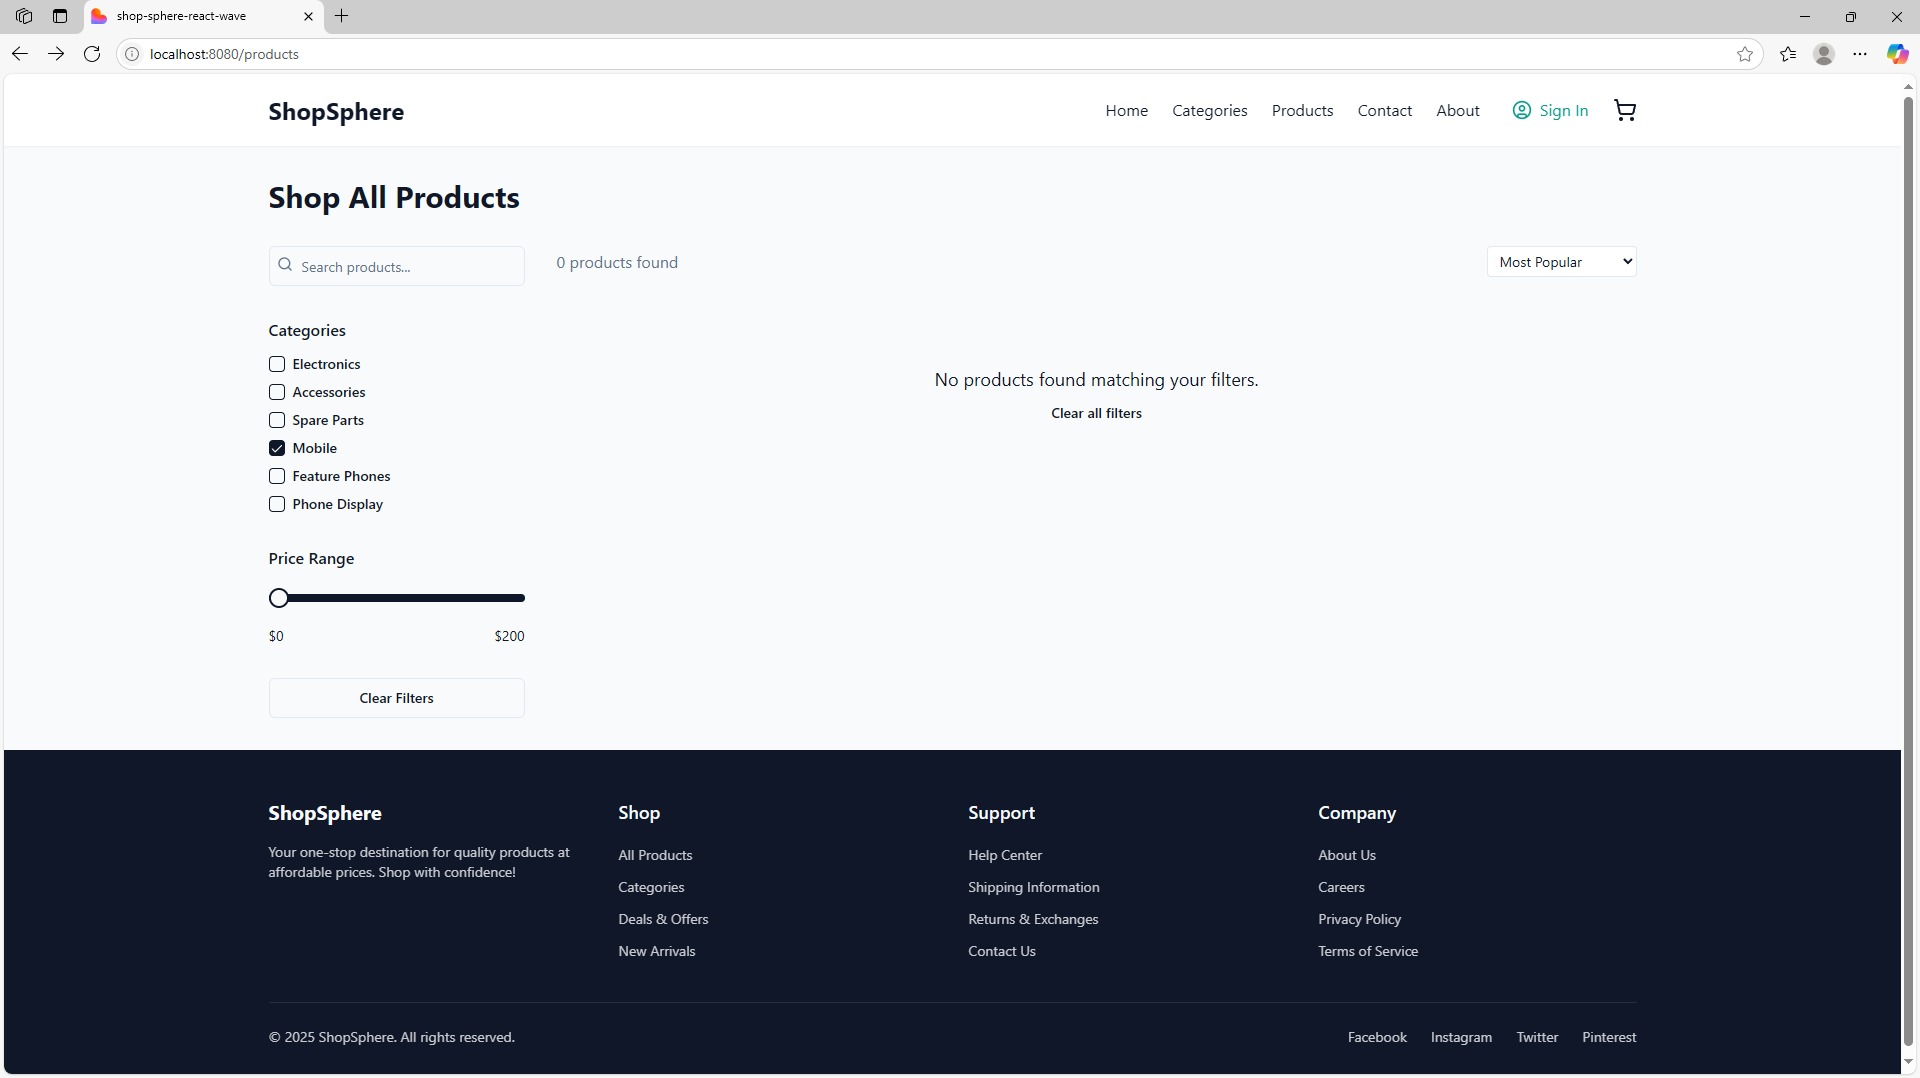 shop-sphere-react-wave
localhost:8080/products
ShopSphere
Home Categories Products Contact About Sign In
Shop All Products
Search products...
0 products found
Most Popular
Categories
Electronics
Accessories
Spare Parts
Mobile
Feature Phones
Phone Display
Price Range
$0 $200
Clear Filters
No products found matching your filters.
Clear all filters
ShopSphere
Your one-stop destination for quality products at
affordable prices. Shop with confidence!
Shop
All Products
Categories
Deals & Offers
New Arrivals
Support
Help Center
Shipping Information
Returns & Exchanges
Contact Us
Company
About Us
Careers
Privacy Policy
Terms of Service
© 2025 ShopSphere. All rights reserved.
Facebook Instagram Twitter Pinterest